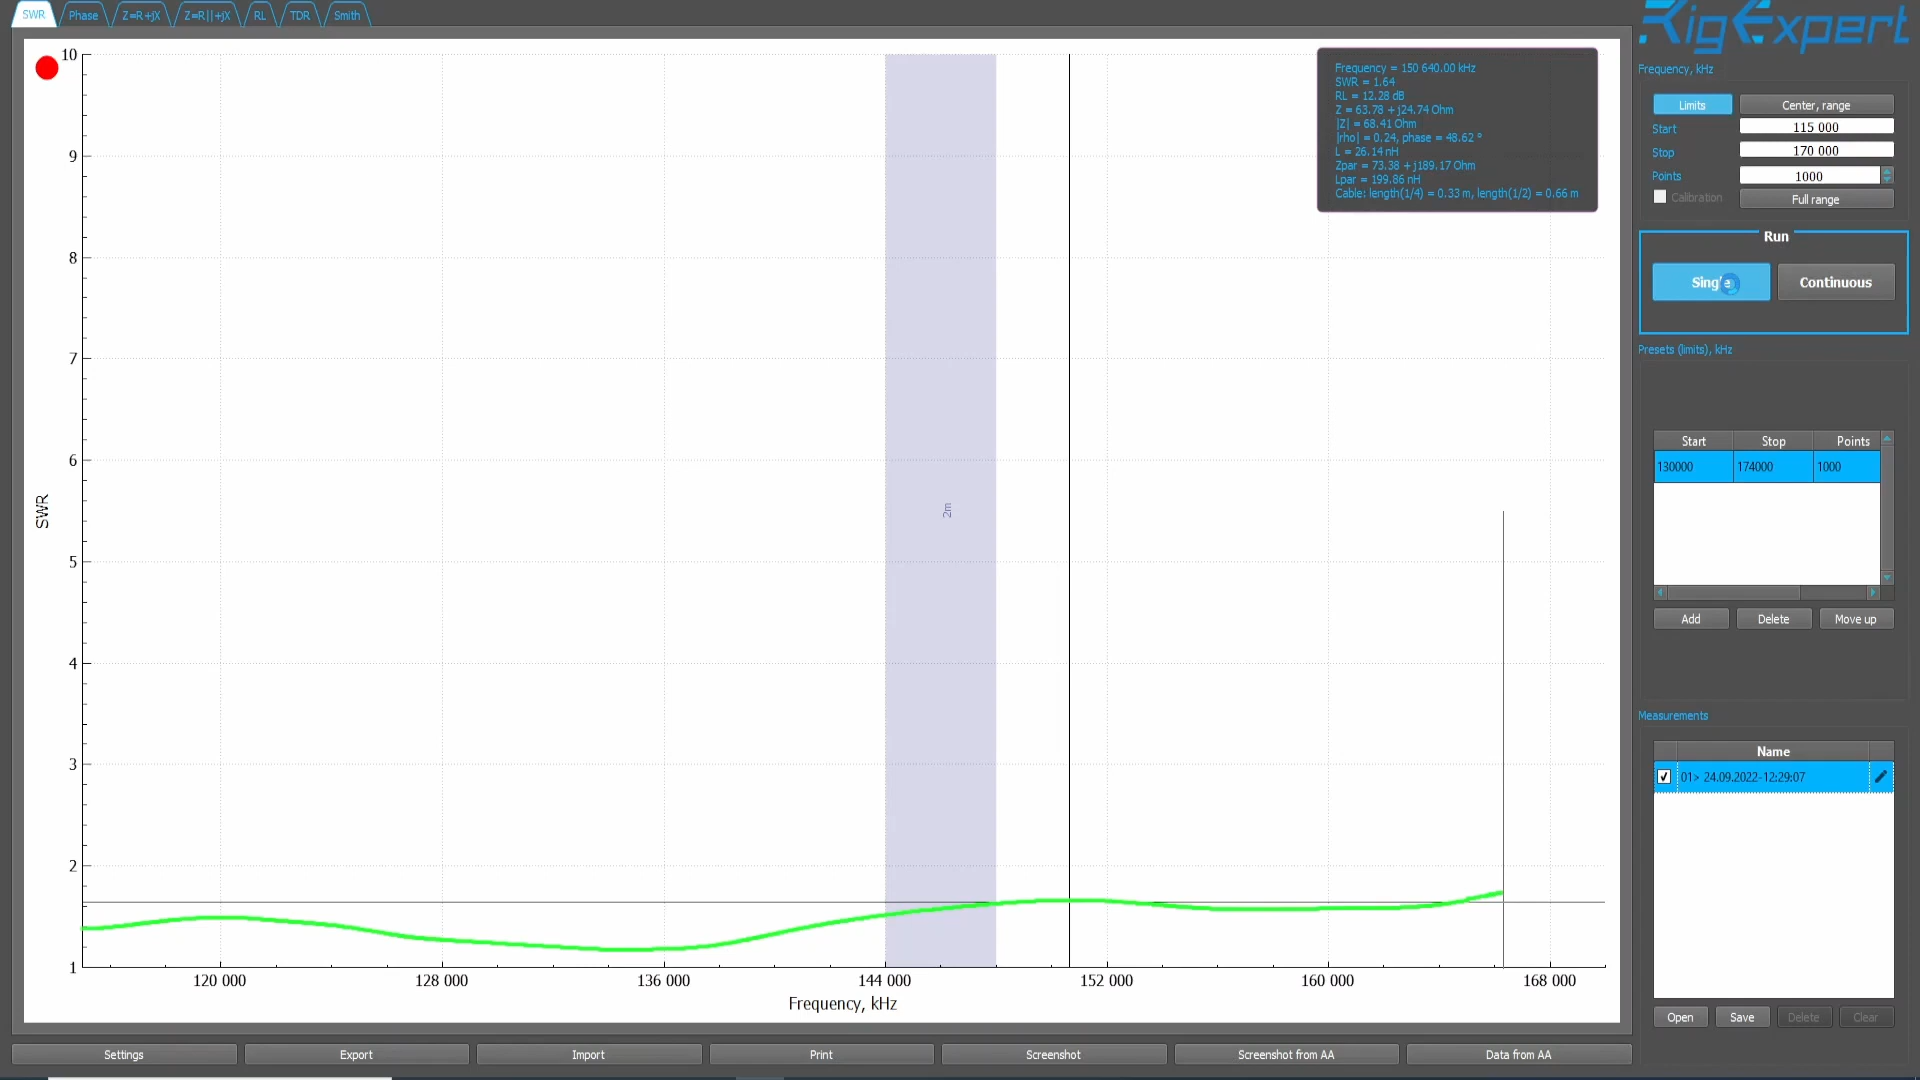 SWR
Phase
Z=R+jX
Z=R||+jX
RL
TDR
Smith
RigExpert
10
9
8
7
6
5
4
3
2
1
SWR
2m
120 000
128 000
136 000
144 000
152 000
160 000
168 000
Frequency, kHz
Frequency = 150 640.00 kHz
SWR = 1.64
RL = 12.28 dB
Z = 63.78 +j24.74 Ohm
|Z| = 68.41 Ohm
|rho| = 0.24, phase = 48.62 °
L = 26.14 nH
Zpar = 73.38 +j189.17 Ohm
Lpar = 199.86 nH
Cable: length(1/4) = 0.33 m, length(1/2) = 0.66 m
Frequency, kHz
Limits
Center, range
Start
115 000
Stop
170 000
Points
1000
Calibration
Full range
Run
Single
Continuous
Presets (limits), kHz
Start Stop Points
130000 174000 1000
Add
Delete
Move up
Measurements
Name
01> 24.09.2022-12:29:07
Open
Save
Delete
Clear
Settings
Export
Import
Print
Screenshot
Screenshot from AA
Data from AA